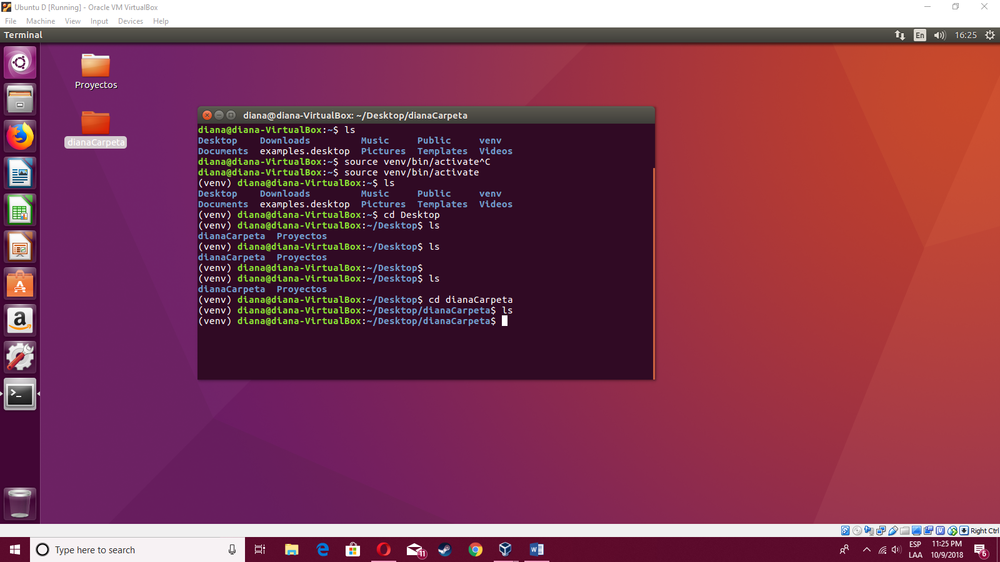 Ubuntu D [Running] - Oracle VM VirtualBox
File Machine View Input Devices Help
Terminal
En
16:25
Proyectos
dianaCarpeta
diana@diana-VirtualBox: ~/Desktop/dianaCarpeta
diana@diana-VirtualBox:~$ ls
Desktop Downloads Music Public venv
Documents examples.desktop Pictures Templates Videos
diana@diana-VirtualBox:~$ source venv/bin/activate^C
diana@diana-VirtualBox:~$ source venv/bin/activate
(venv) diana@diana-VirtualBox:~$ ls
Desktop Downloads Music Public venv
Documents examples.desktop Pictures Templates Videos
(venv) diana@diana-VirtualBox:~$ cd Desktop
(venv) diana@diana-VirtualBox:~/Desktop$ ls
dianaCarpeta Proyectos
(venv) diana@diana-VirtualBox:~/Desktop$ ls
dianaCarpeta Proyectos
(venv) diana@diana-VirtualBox:~/Desktop$
(venv) diana@diana-VirtualBox:~/Desktop$ ls
dianaCarpeta Proyectos
(venv) diana@diana-VirtualBox:~/Desktop$ cd dianaCarpeta
(venv) diana@diana-VirtualBox:~/Desktop/dianaCarpeta$ ls
(venv) diana@diana-VirtualBox:~/Desktop/dianaCarpeta$
Right Ctrl
Type here to search
11
ESP
LAA
11:25 PM
10/9/2018
6